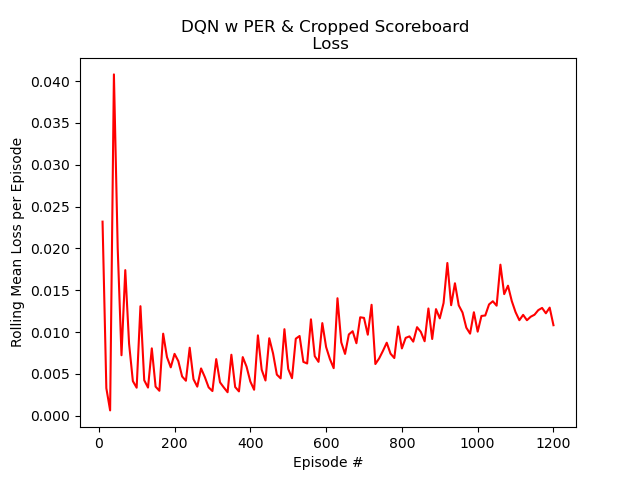 DQN w PER & Cropped Scoreboard
Loss
Rolling Mean Loss per Episode
0.040
0.035
0.030
0.025
0.020
0.015
0.010
0.005
0.000
0 200 400 600 800 1000 1200
Episode #